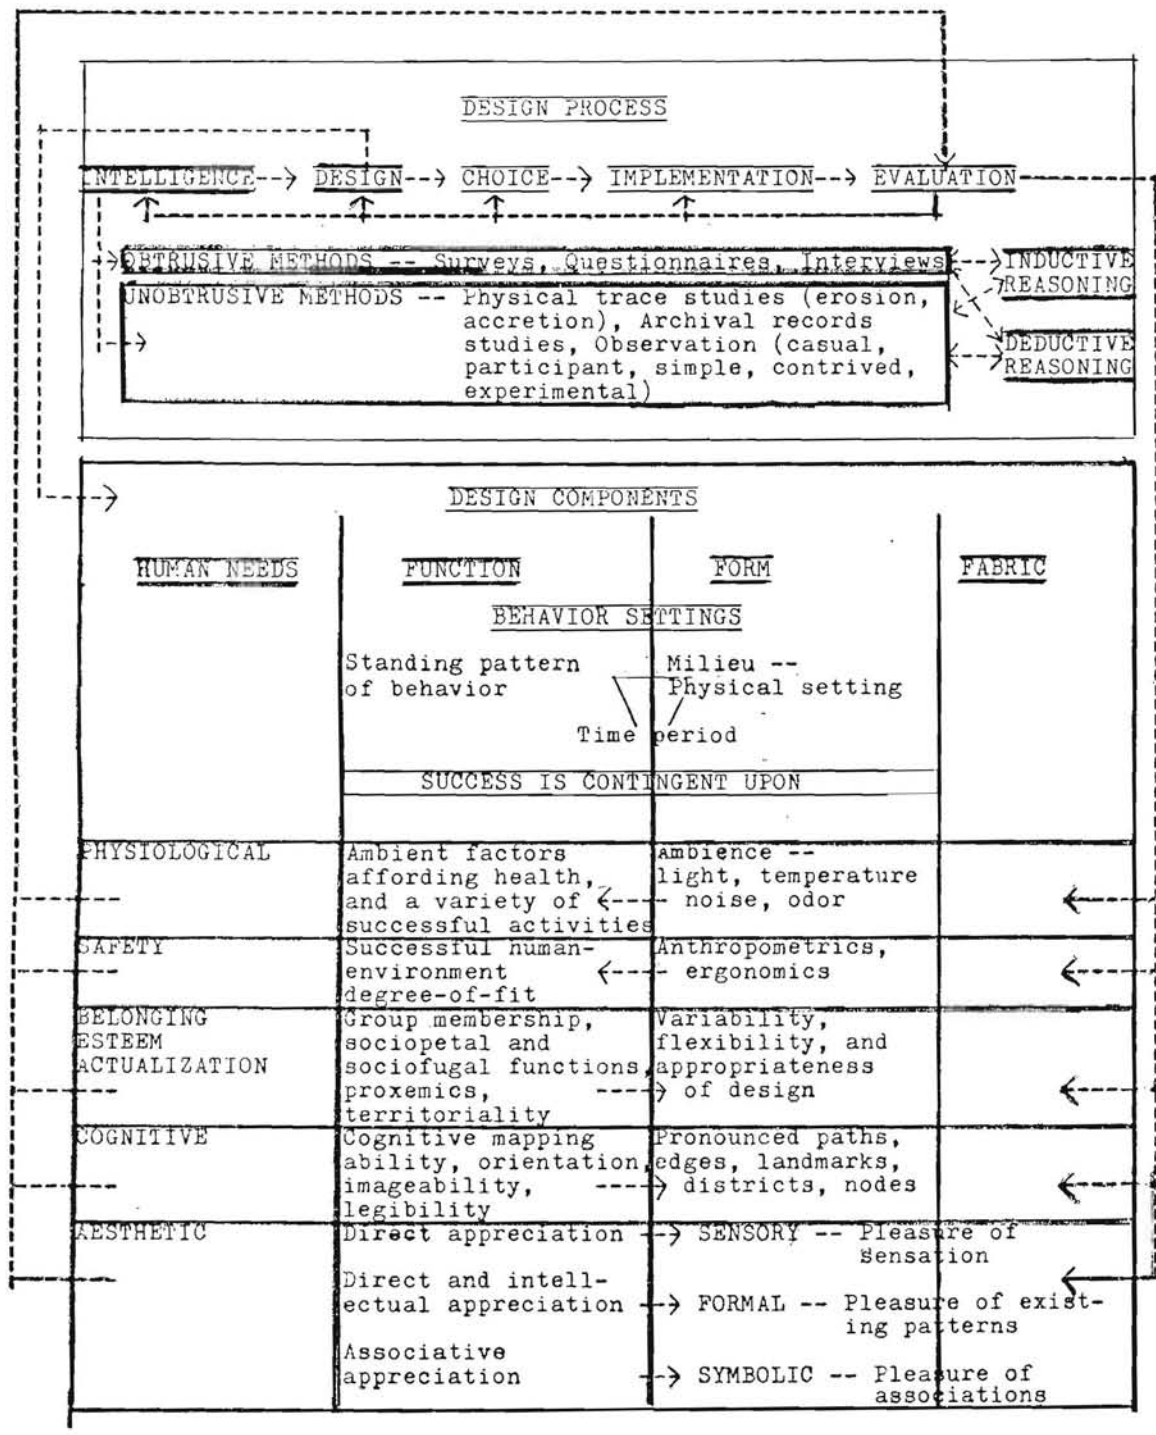 DESIGN PROCESS
INTELLIGENCE --> DESIGN --> CHOICE --> IMPLEMENTATION --> EVALUATION
OBTRUSIVE METHODS -- Surveys, Questionnaires, Interviews
INDUCTIVE
REASONING
UNOBTRUSIVE METHODS -- Physical trace studies (erosion,
accretion), Archival records
studies, Observation (casual,
participant, simple, contrived,
experimental)
DEDUCTIVE
REASONING
DESIGN COMPONENTS
HUMAN NEEDS FUNCTION FORM FABRIC
BEHAVIOR SETTINGS
Standing pattern
of behavior
Milieu --
Physical setting
Time period
SUCCESS IS CONTINGENT UPON
PHYSIOLOGICAL
Ambient factors
affording health,
and a variety of
successful activities
Ambience --
light, temperature
noise, odor
SAFETY
Successful human-
environment
degree-of-fit
Anthropometrics,
ergonomics
BELONGING
ESTEEM
ACTUALIZATION
Group membership,
sociopetal and
sociofugal functions,
proxemics,
territoriality
Variability,
flexibility, and
appropriateness
of design
COGNITIVE
Cognitive mapping
ability, orientation,
imageability,
legibility
Pronounced paths,
edges, landmarks,
districts, nodes
AESTHETIC
Direct appreciation --> SENSORY -- Pleasure of
Sensation
Direct and intell-
ectual appreciation --> FORMAL -- Pleasure of exist-
ing patterns
Associative
appreciation --> SYMBOLIC -- Pleasure of
associations